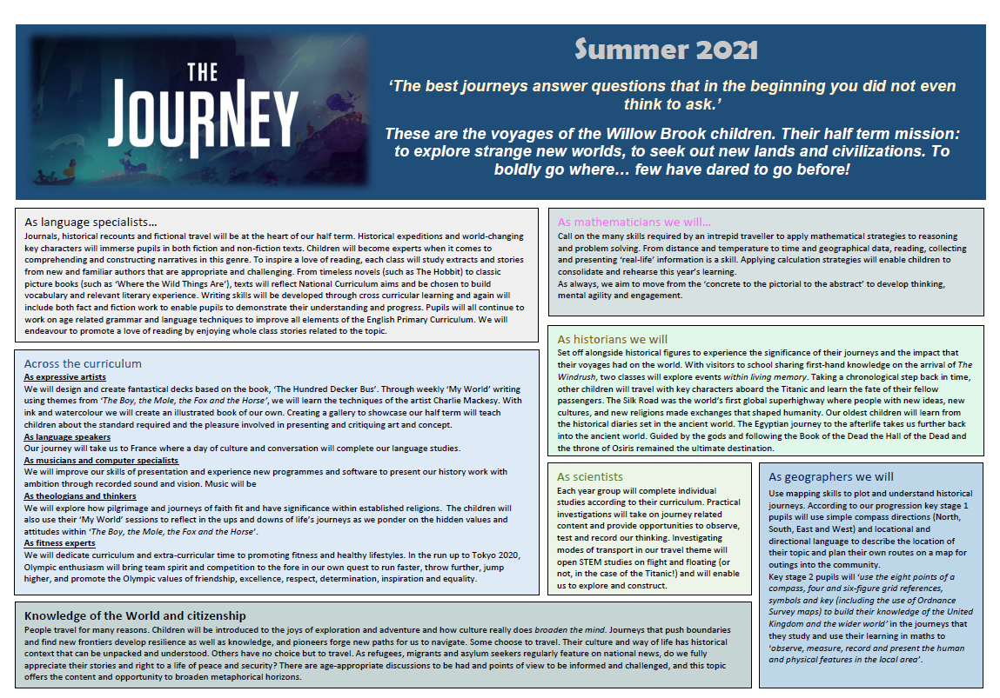 THE
JOURNEY
Summer 2021
‘The best journeys answer questions that in the beginning you did not even
think to ask.’
These are the voyages of the Willow Brook children. Their half term mission:
to explore strange new worlds, to seek out new lands and civilizations. To
boldly go where… few have dared to go before!
As language specialists…
Journals, historical recounts and fictional travel will be at the heart of our half term. Historical expeditions and world-changing
key characters will immerse pupils in both fiction and non-fiction texts. Children will become experts when it comes to
comprehending and constructing narratives in this genre. To inspire a love of reading, each class will study extracts and stories
from new and familiar authors that are appropriate and challenging. From timeless novels (such as The Hobbit) to classic
picture books (such as ‘Where the Wild Things Are’), texts will reflect National Curriculum aims and be chosen to build
vocabulary and relevant literary experience. Writing skills will be developed through cross curricular learning and again will
include both fact and fiction work to enable pupils to demonstrate their understanding and progress. Pupils will all continue to
work on age related grammar and language techniques to improve all elements of the English Primary Curriculum. We will
endeavour to promote a love of reading by enjoying whole class stories related to the topic.
As mathematicians we will…
Call on the many skills required by an intrepid traveller to apply mathematical strategies to reasoning
and problem solving. From distance and temperature to time and geographical data, reading, collecting
and presenting ‘real-life’ information is a skill. Applying calculation strategies will enable children to
consolidate and rehearse this year’s learning.
As always, we aim to move from the ‘concrete to the pictorial to the abstract’ to develop thinking,
mental agility and engagement.
As historians we will
Set off alongside historical figures to experience the significance of their journeys and the impact that
their voyages had on the world. With visitors to school sharing first-hand knowledge on the arrival of The
Windrush, two classes will explore events within living memory. Taking a chronological step back in time,
other children will travel with key characters aboard the Titanic and learn the fate of their fellow
passengers. The Silk Road was the world’s first global superhighway where people with new ideas, new
cultures, and new religions made exchanges that shaped humanity. Our oldest children will learn from
the historical diaries set in the ancient world. The Egyptian journey to the afterlife takes us further back
into the ancient world. Guided by the gods and following the Book of the Dead the Hall of the Dead and
the throne of Osiris remained the ultimate destination.
Across the curriculum
As expressive artists
We will design and create fantastical decks based on the book, ‘The Hundred Decker Bus’. Through weekly ‘My World’ writing
using themes from ‘The Boy, the Mole, the Fox and the Horse’, we will learn the techniques of the artist Charlie Mackesy. With
ink and watercolour we will create an illustrated book of our own. Creating a gallery to showcase our half term will teach
children about the standard required and the pleasure involved in presenting and critiquing art and concept.
As language speakers
Our journey will take us to France where a day of culture and conversation will complete our language studies.
As musicians and computer specialists
We will improve our skills of presentation and experience new programmes and software to present our history work with
ambition through recorded sound and vision. Music will be
As theologians and thinkers
We will explore how pilgrimage and journeys of faith fit and have significance within established religions.  The children will
also use their ‘My World’ sessions to reflect in the ups and downs of life’s journeys as we ponder on the hidden values and
attitudes within ‘The Boy, the Mole, the Fox and the Horse’.
As fitness experts
We will dedicate curriculum and extra-curricular time to promoting fitness and healthy lifestyles. In the run up to Tokyo 2020,
Olympic enthusiasm will bring team spirit and competition to the fore in our own quest to run faster, throw further, jump
higher, and promote the Olympic values of friendship, excellence, respect, determination, inspiration and equality.
As scientists
Each year group will complete individual
studies according to their curriculum. Practical
investigations will take on journey related
content and provide opportunities to observe,
test and record our thinking. Investigating
modes of transport in our travel theme will
open STEM studies on flight and floating (or
not, in the case of the Titanic!) and will enable
us to explore and construct.
As geographers we will
Use mapping skills to plot and understand historical
journeys. According to our progression key stage 1
pupils will use simple compass directions (North,
South, East and West) and locational and
directional language to describe the location of
their topic and plan their own routes on a map for
outings into the community.
Key stage 2 pupils will ‘use the eight points of a
compass, four and six-figure grid references,
symbols and key (including the use of Ordnance
Survey maps) to build their knowledge of the United
Kingdom and the wider world’ in the journeys that
they study and use their learning in maths to
‘observe, measure, record and present the human
and physical features in the local area’.
Knowledge of the World and citizenship
People travel for many reasons. Children will be introduced to the joys of exploration and adventure and how culture really does broaden the mind. Journeys that push boundaries
and find new frontiers develop resilience as well as knowledge, and pioneers forge new paths for us to navigate. Some choose to travel. Their culture and way of life has historical
context that can be unpacked and understood. Others have no choice but to travel. As refugees, migrants and asylum seekers regularly feature on national news, do we fully
appreciate their stories and right to a life of peace and security? There are age-appropriate discussions to be had and points of view to be informed and challenged, and this topic
offers the content and opportunity to broaden metaphorical horizons.